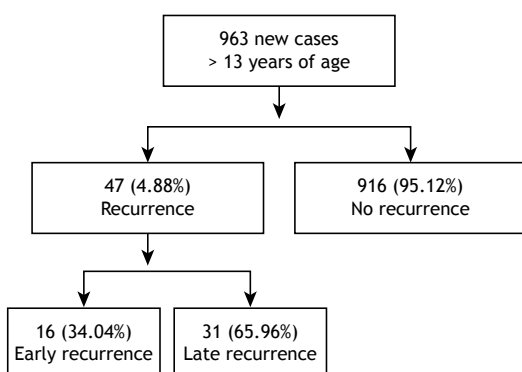 963 new cases
> 13 years of age
47 (4.88%)
Recurrence
916 (95.12%)
No recurrence
16 (34.04%)
Early recurrence
31 (65.96%)
Late recurrence